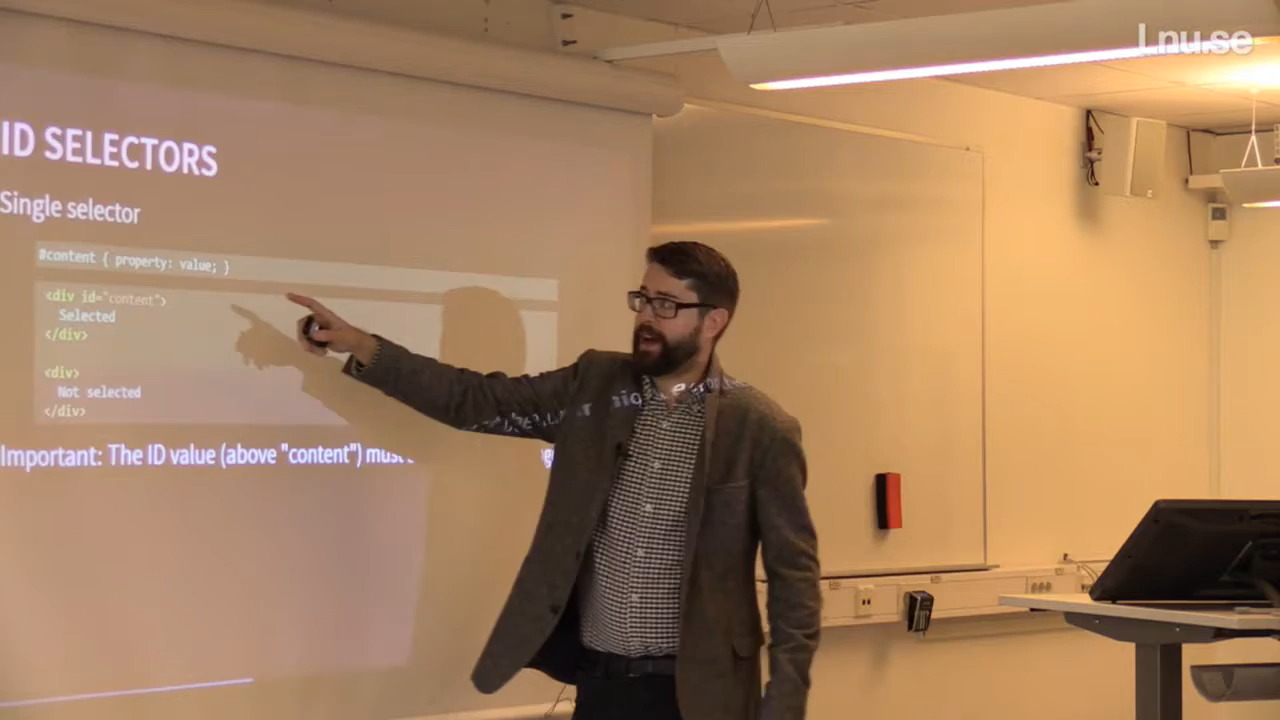 Lnu.se
ID SELECTORS
Single selector
#content { property: value; }
<div id="content">
Selected
</div>
<div>
Not selected
</div>
Important: The ID value (above "content") must